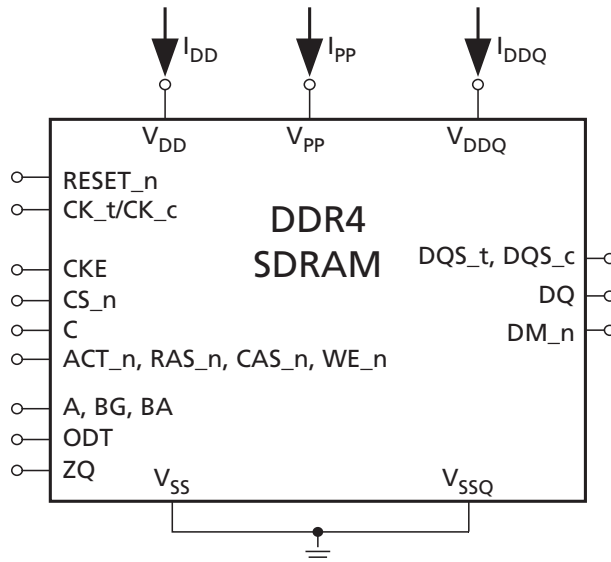 I_DD I_PP I_DDQ
V_DD V_PP V_DDQ
RESET_n
CK_t/CK_c
DDR4
SDRAM
DQS_t, DQS_c
CKE
CS_n
DQ
C
DM_n
ACT_n, RAS_n, CAS_n, WE_n
A, BG, BA
ODT
ZQ
V_SS V_SSQ